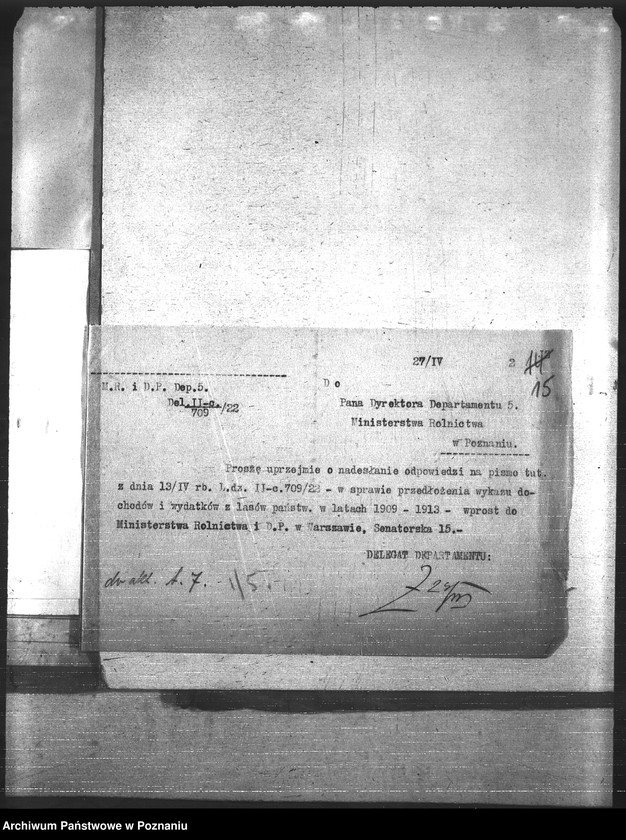 27/IV 2
15
M.R. i D.P. Dep.5.
Del.II-c./22
709
Do
Pana Dyrektora Departamentu 5.
Ministerstwa Rolnictwa
w Poznaniu.
Proszę uprzejmie o nadesłanie odpowiedzi na pismo tut.
z dnia 13/IV rb. L.dz. II-c.709/22 - w sprawie przedłożenia wykazu do-
chodów i wydatków z lasów państw. w latach 1909 - 1913 - wprost do
Ministerstwa Rolnictwa i D.P. w Warszawie, Senatorska 15.-
DELEGAT DEPARTAMENTU:
1/5.
Archiwum Państwowe w Poznaniu